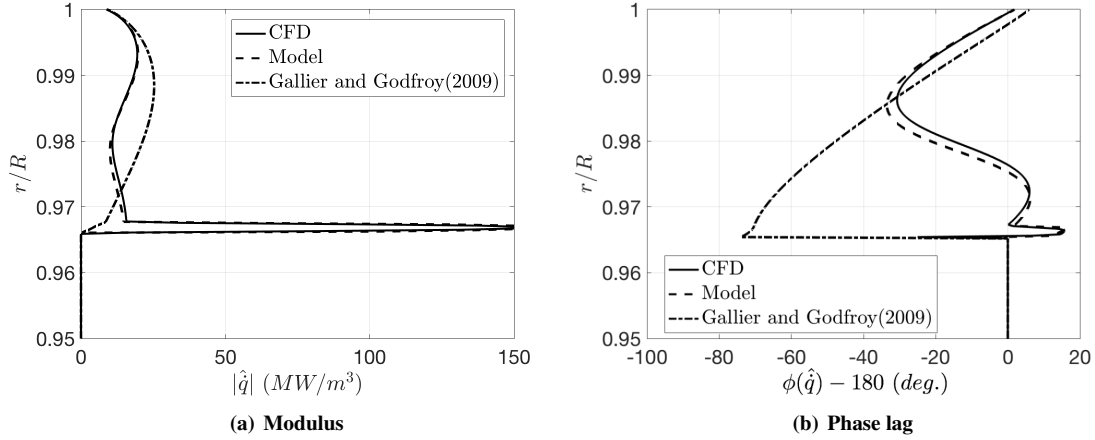 1
0.99
0.98
0.97
0.96
0.95
r/R
0 50 100 150
|q̂̇| (MW/m³)
CFD
Model
Gallier and Godfroy(2009)
(a) Modulus
1
0.99
0.98
0.97
0.96
0.95
r/R
-100 -80 -60 -40 -20 0 20
ϕ(q̂̇) − 180 (deg.)
CFD
Model
Gallier and Godfroy(2009)
(b) Phase lag